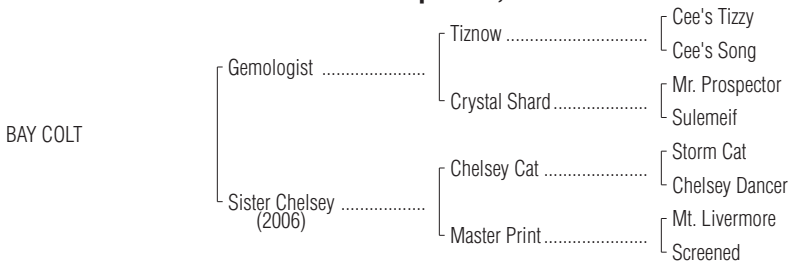 Cee's Tizzy
Tiznow
Cee's Song
Gemologist
Mr. Prospector
Crystal Shard
Sulemeif
BAY COLT
Storm Cat
Chelsey Cat
Chelsey Dancer
Sister Chelsey
(2006)
Mt. Livermore
Master Print
Screened